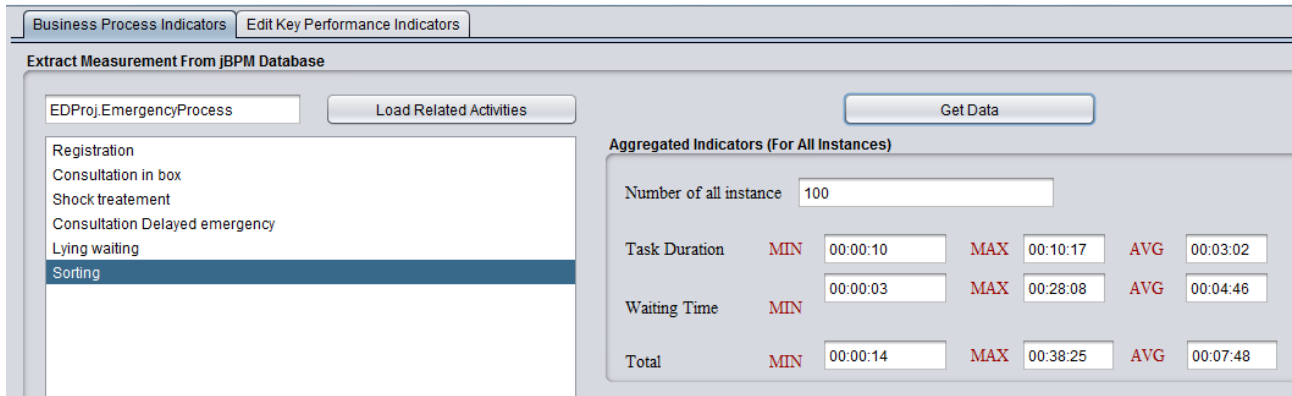 Business Process Indicators Edit Key Performance Indicators
Extract Measurement From jBPM Database
EDProj.EmergencyProcess Load Related Activities Get Data
Registration
Consultation in box
Shock treatement
Consultation Delayed emergency
Lying waiting
Sorting
Aggregated Indicators (For All Instances)
Number of all instance 100
Task Duration MIN 00:00:10 MAX 00:10:17 AVG 00:03:02
Waiting Time MIN 00:00:03 MAX 00:28:08 AVG 00:04:46
Total MIN 00:00:14 MAX 00:38:25 AVG 00:07:48